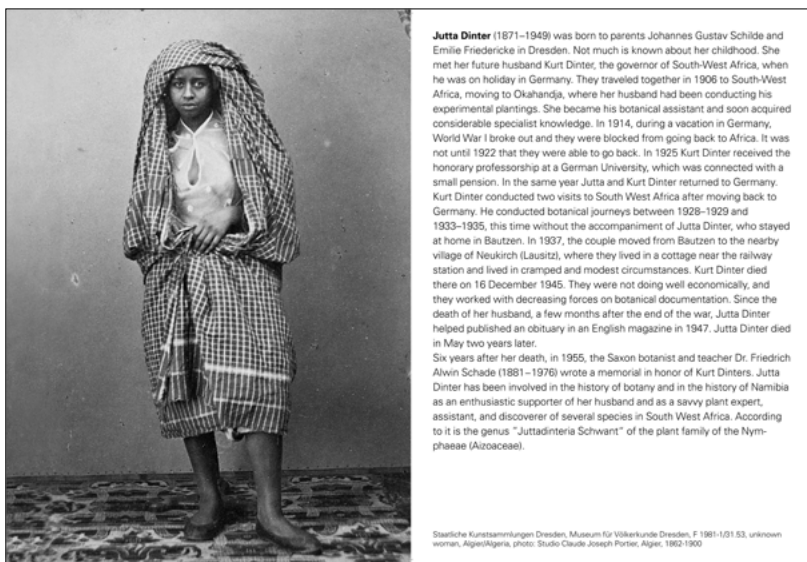 Jutta Dinter (1871–1949) was born to parents Johannes Gustav Schilde and
Emilie Friedericke in Dresden. Not much is known about her childhood. She
met her future husband Kurt Dinter, the governor of South-West Africa, when
he was on holiday in Germany. They traveled together in 1906 to South-West
Africa, moving to Okahandja, where her husband had been conducting his
experimental plantings. She became his botanical assistant and soon acquired
considerable specialist knowledge. In 1914, during a vacation in Germany,
World War I broke out and they were blocked from going back to Africa. It was
not until 1922 that they were able to go back. In 1925 Kurt Dinter received the
honorary professorship at a German University, which was connected with a
small pension. In the same year Jutta and Kurt Dinter returned to Germany.
Kurt Dinter conducted two visits to South West Africa after moving back to
Germany. He conducted botanical journeys between 1928–1929 and
1933–1935, this time without the accompaniment of Jutta Dinter, who stayed
at home in Bautzen. In 1937, the couple moved from Bautzen to the nearby
village of Neukirch (Lausitz), where they lived in a cottage near the railway
station and lived in cramped and modest circumstances. Kurt Dinter died
there on 16 December 1945. They were not doing well economically, and
they worked with decreasing forces on botanical documentation. Since the
death of her husband, a few months after the end of the war, Jutta Dinter
helped published an obituary in an English magazine in 1947. Jutta Dinter died
in May two years later.
Six years after her death, in 1955, the Saxon botanist and teacher Dr. Friedrich
Alwin Schade (1881–1976) wrote a memorial in honor of Kurt Dinters. Jutta
Dinter has been involved in the history of botany and in the history of Namibia
as an enthusiastic supporter of her husband and as a savvy plant expert,
assistant, and discoverer of several species in South West Africa. According
to it is the genus "Juttadinteria Schwant" of the plant family of the Nym-
phaeae (Aizoaceae).
Staatliche Kunstsammlungen Dresden, Museum für Völkerkunde Dresden, F 1981-1/31.53, unknown
woman, Algier/Algeria, photo: Studio Claude Joseph Portier, Algier, 1862-1900